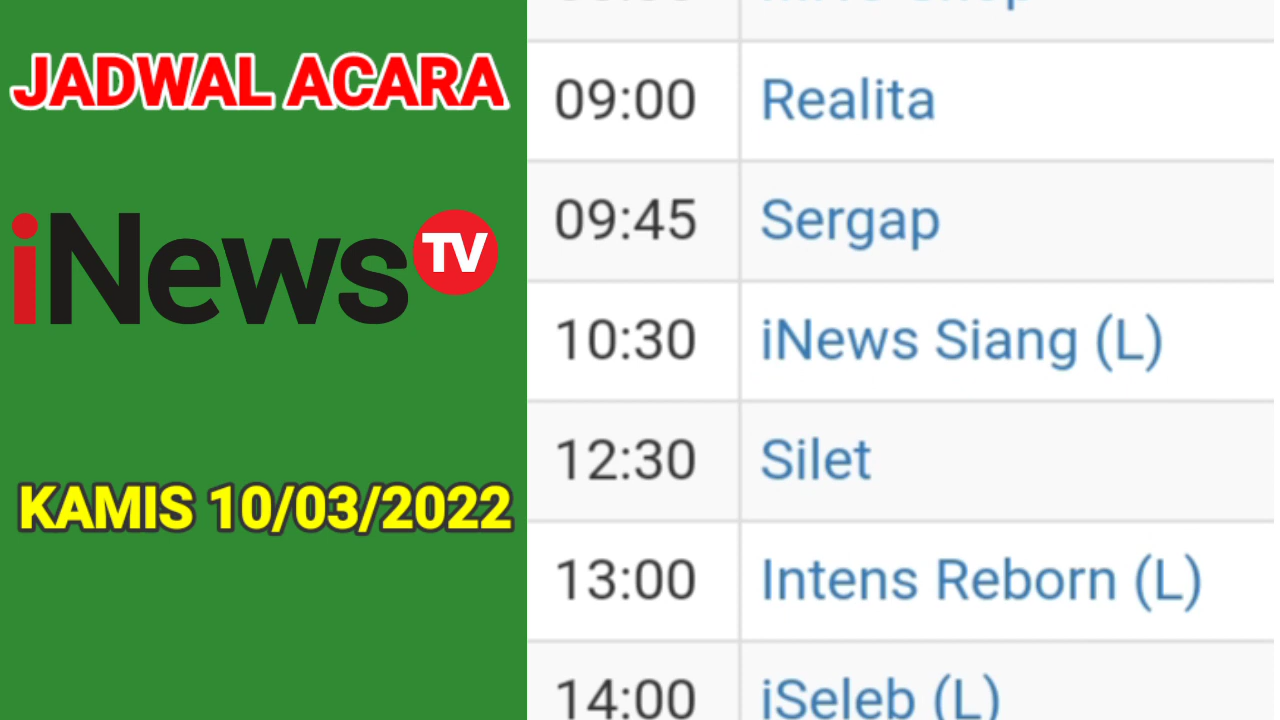 JADWAL ACARA
iNews TV
KAMIS 10/03/2022
09:00 Realita
09:45 Sergap
10:30 iNews Siang (L)
12:30 Silet
13:00 Intens Reborn (L)
14:00 iSeleb (L)